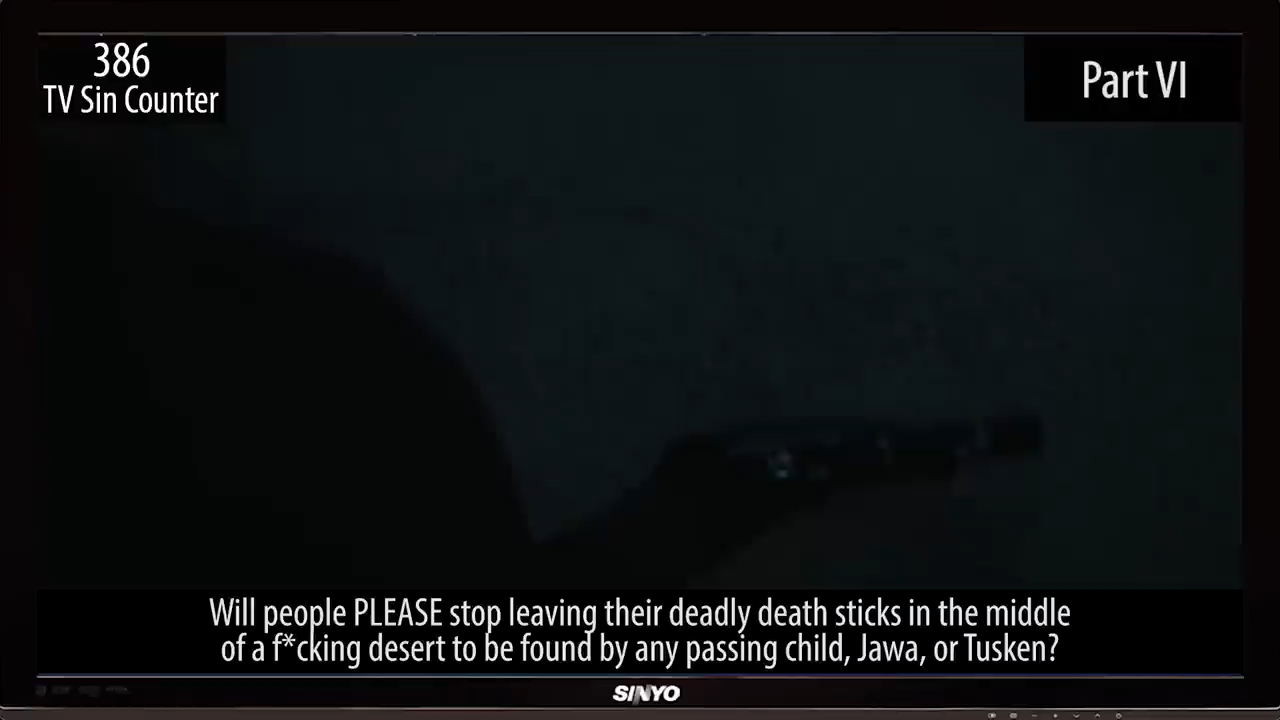 386
TV Sin Counter
Part VI
Will people PLEASE stop leaving their deadly death sticks in the middle
of a f*cking desert to be found by any passing child, Jawa, or Tusken?
SINYO